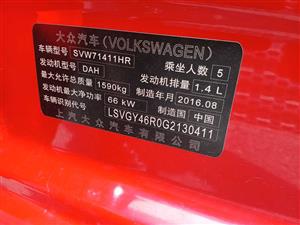 大众汽车(VOLKSWAGEN)
车辆型号 SVW71411HR 乘坐人数 5
发动机型号 DAH 发动机排量 1.4 L
最大允许总质量 1590kg 制造年月 2016.08
发动机最大净功率 66 kW 制造国 中国
车辆识别代号 LSVGY46R0G2130411
上汽大众汽车有限公司